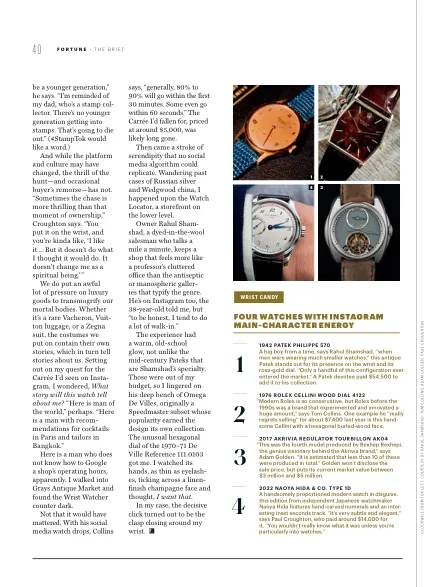 40
FORTUNE - THE BRIEF
be a younger generation,"
he says. "I'm reminded of
my dad, who's a stamp col-
lector. There's no younger
generation getting into
stamps. That's going to die
out." (#StampTok would
like a word.)
And while the platform
and culture may have
changed, the thrill of the
hunt—and occasional
buyer's remorse—has not.
"Sometimes the chase is
more thrilling than that
moment of ownership,"
Croughton says. "You
put it on the wrist, and
you're kinda like, 'I like
it ... But it doesn't do what
I thought it would do. It
doesn't change me as a
spiritual being.'"
We do put an awful
lot of pressure on luxury
goods to transmogrify our
mortal bodies. Whether
it's a rare Vacheron, Vuit-
ton luggage, or a Zegna
suit, the costumes we
put on contain their own
stories, which in turn tell
stories about us. Setting
out on my quest for the
Carrée I'd seen on Insta-
gram, I wondered, What
story will this watch tell
about me? "Here is man of
the world," perhaps. "Here
is a man with recom-
mendations for cocktails
in Paris and tailors in
Bangkok."
Here is a man who does
not know how to Google
a shop's operating hours,
apparently. I walked into
Grays Antique Market and
found the Wrist Watcher
counter dark.
Not that it would have
mattered. With his social
media watch drops, Collins
says, "generally, 80% to
90% will go within the first
30 minutes. Some even go
within 60 seconds." The
Carrée I'd fallen for, priced
at around $5,000, was
likely long gone.
Then came a stroke of
serendipity that no social
media algorithm could
replicate. Wandering past
cases of Russian silver
and Wedgwood china, I
happened upon the Watch
Locator, a storefront on
the lower level.
Owner Rahul Sham-
shad, a dyed-in-the-wool
salesman who talks a
mile a minute, keeps a
shop that feels more like
a professor's cluttered
office than the antiseptic
or manospheric galler-
ies that typify the genre.
He's on Instagram too, the
38-year-old told me, but
"to be honest, I tend to do
a lot of walk-in."
The experience had
a warm, old-school
glow, not unlike the
mid-century Pateks that
are Shamshad's specialty.
Those were out of my
budget, so I lingered on
his deep bench of Omega
De Villes, originally a
Speedmaster subset whose
popularity earned the
design its own collection.
The unusual hexagonal
dial of the 1970–71 De
Ville Reference 111.0103
got me. I watched its
hands, as thin as eyelash-
es, ticking across a linen-
finish champagne face and
thought, I want that.
In my case, the decisive
click turned out to be the
clasp closing around my
wrist.
1
2
4
3
WRIST CANDY
FOUR WATCHES WITH INSTAGRAM
MAIN-CHARACTER ENERGY
1
1942 PATEK PHILIPPE 570
A big boy from a time, says Rahul Shamshad, "when
men were wearing much smaller watches," this antique
Patek stands out for its presence on the wrist and its
rose-gold dial. "Only a handful of this configuration ever
entered the market." A Patek devotee paid $54,500 to
add it to his collection.
2
1976 ROLEX CELLINI WOOD DIAL 4122
"Modern Rolex is so conservative, but Rolex before the
1990s was a brand that experimented and innovated a
huge amount," says Tom Collins. One example he "really
regrets selling" for about $7,400 last year is this hand-
some Cellini with a hexagonal burled-wood face.
3
2017 AKRIVIA REGULATOR TOURBILLON AK04
"This was the fourth model produced by Rexhep Rexhepi,
the genius visionary behind the Akrivia brand," says
Adam Golden. "It is estimated that less than 10 of these
were produced in total." Golden won't disclose the
sale price, but puts its current market value between
$3 million and $5 million.
4
2022 NAOYA HIDA & CO. TYPE 1D
A handsomely proportioned modern watch in disguise,
this edition from independent Japanese watchmaker
Naoya Hida features hand-carved numerals and an inter-
esting inset seconds track. "It's very subtle and elegant,"
says Paul Croughton, who paid around $14,000 for
it. "You wouldn't really know what it was unless you're
particularly into watches."